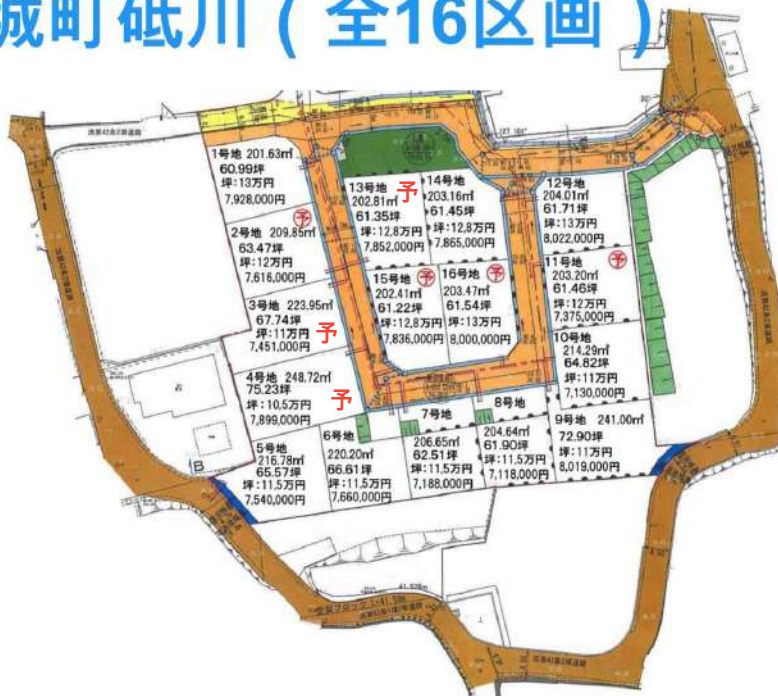 城町砥川（全16区画）
1号地 201.63㎡
60.99坪
坪:13万円
7,928,000円
予
2号地 209.85㎡
63.47坪
坪:12万円
7,616,000円
3号地 223.95㎡
67.74坪
坪:11万円
7,451,000円
予
4号地 248.72㎡
75.23坪
坪:10.5万円
7,899,000円
予
5号地
216.78㎡
65.57坪
坪:11.5万円
7,540,000円
6号地
220.20㎡
66.61坪
坪:11.5万円
7,660,000円
7号地
206.65㎡
62.51坪
坪:11.5万円
7,188,000円
8号地
204.64㎡
61.90坪
坪:11.5万円
7,118,000円
9号地 241.00㎡
72.90坪
坪:11万円
8,019,000円
10号地
214.29㎡
64.82坪
坪:11万円
7,130,000円
11号地
予
203.20㎡
61.46坪
坪:12万円
7,375,000円
12号地
204.01㎡
61.71坪
坪:13万円
8,022,000円
13号地
予
202.81㎡
61.35坪
坪:12.8万円
7,852,000円
14号地
203.16㎡
61.45坪
坪:12.8万円
7,865,000円
15号地
予
202.41㎡
61.22坪
坪:12.8万円
7,836,000円
16号地
予
203.47㎡
61.54坪
坪:13万円
8,000,000円
B